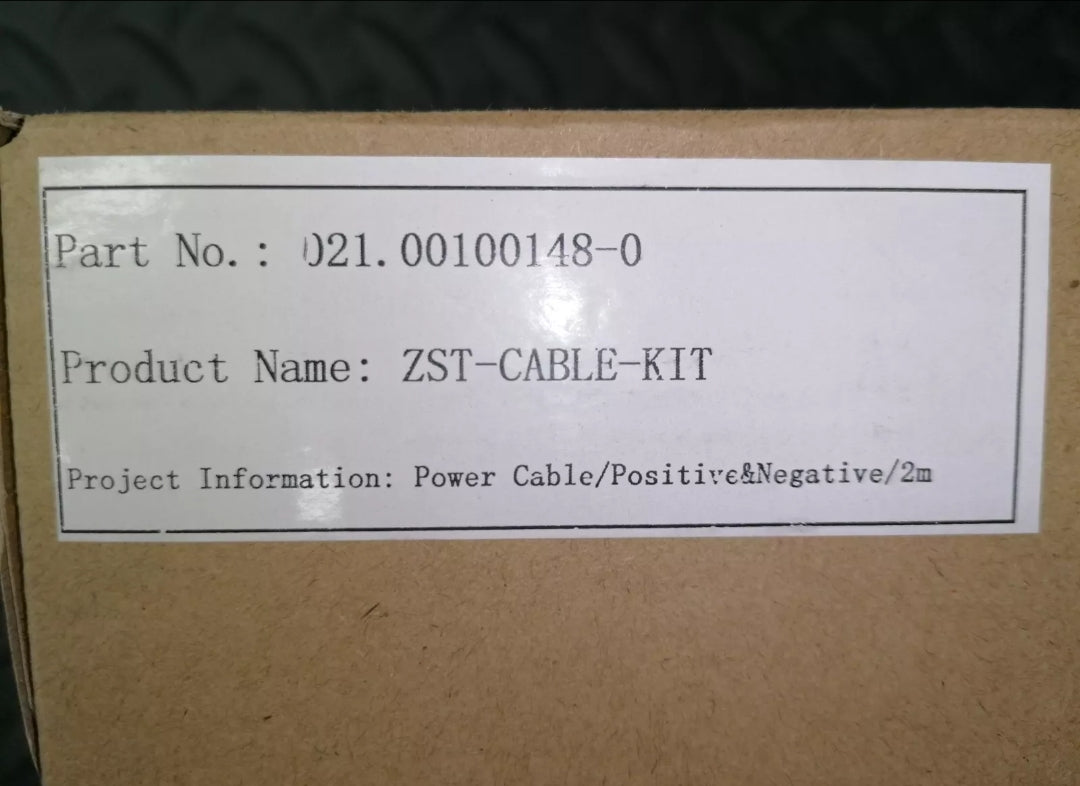 Part No.: 021.00100148-0
Product Name: ZST-CABLE-KIT
Project Information: Power Cable/Positive&Negative/2m